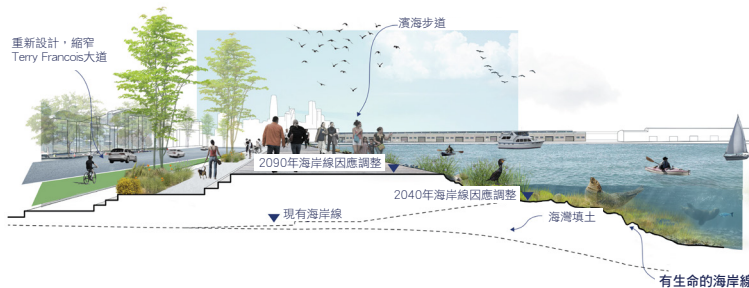 重新設計，縮窄
Terry Francois大道
濱海步道
2090年海岸線因應調整
2040年海岸線因應調整
現有海岸線
海灣填土
有生命的海岸線